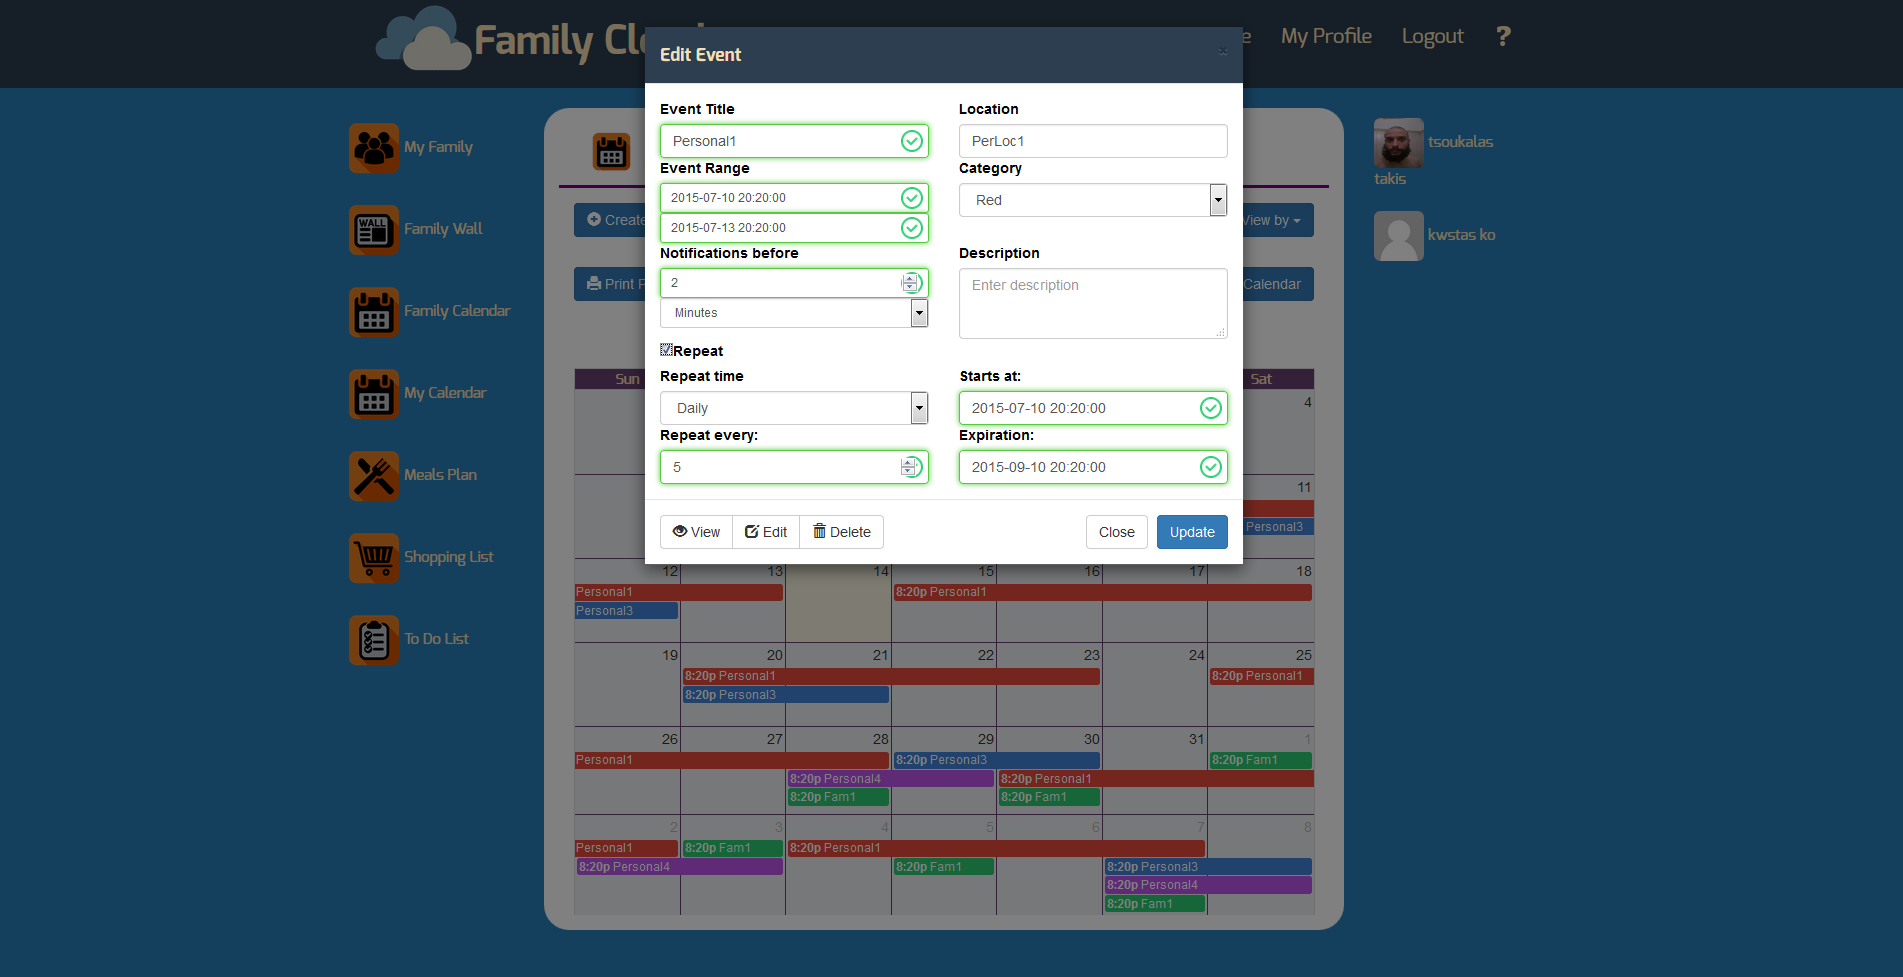 Family Cl
e
My Profile
Logout
?
Edit Event
×
My Family
Family Wall
WALL
Family Calendar
My Calendar
Meals Plan
Shopping List
To Do List
Event Title
Location
Personal1
PerLoc1
Event Range
Category
2015-07-10 20:20:00
Red
2015-07-13 20:20:00
Notifications before
Description
2
Enter description
Minutes
Repeat
Repeat time
Starts at:
Daily
2015-07-10 20:20:00
Repeat every:
Expiration:
5
2015-09-10 20:20:00
View
Edit
Delete
Close
Update
Create
View by
Print F
Calendar
tsoukalas
takis
kwstas ko
Sun
Sat
4
11
Personal3
12 13 14 15 16 17 18
Personal1
8:20p Personal1
Personal3
19 20 21 22 23 24 25
8:20p Personal1
8:20p Personal1
8:20p Personal3
26 27 28 29 30 31 1
Personal1
8:20p Personal3
8:20p Fam1
8:20p Personal4
8:20p Personal1
8:20p Fam1
8:20p Fam1
2 3 4 5 6 7 8
Personal1
8:20p Fam1
8:20p Personal1
8:20p Personal4
8:20p Fam1
8:20p Personal3
8:20p Personal4
8:20p Fam1